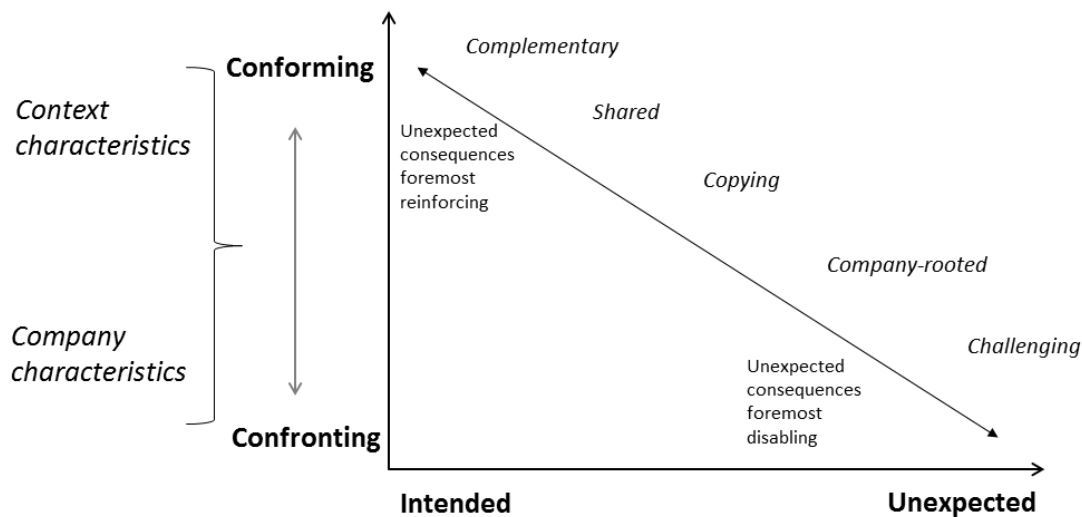 Complementary
Conforming
Context
characteristics
Shared
Unexpected
consequences
foremost
reinforcing
Copying
Company-rooted
Company
characteristics
Challenging
Unexpected
consequences
foremost
disabling
Confronting
Intended
Unexpected